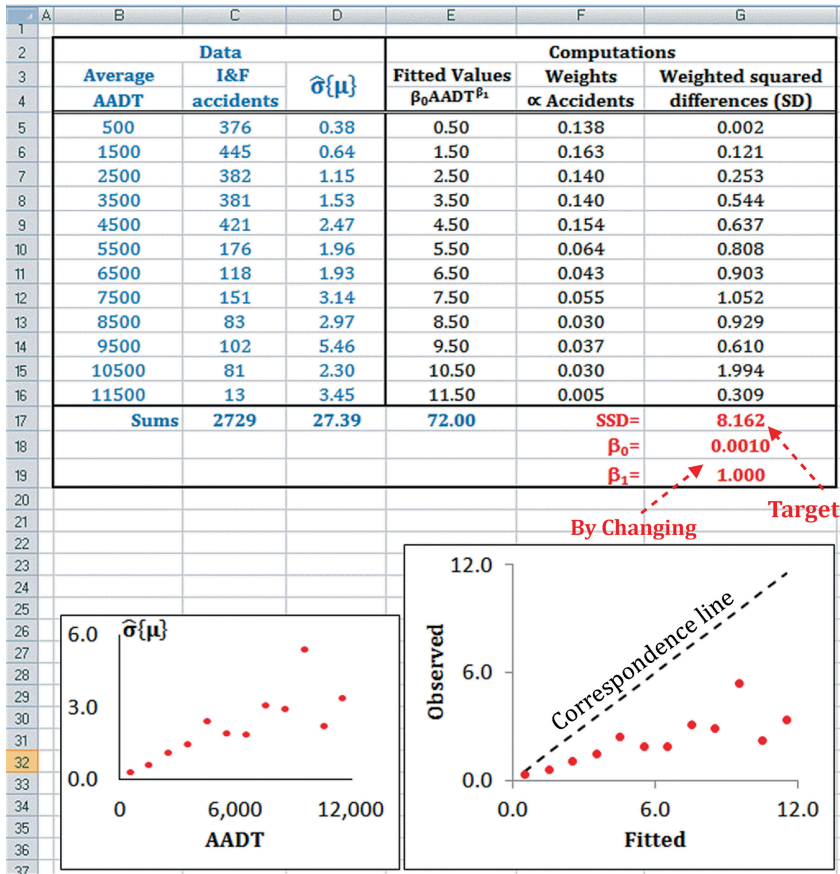 A B C D E F G
1
2 Data Computations
3 Average I&F σ̂{μ} Fitted Values Weights Weighted squared
4 AADT accidents β₀AADT^β₁ ∝ Accidents differences (SD)
5 500 376 0.38 0.50 0.138 0.002
6 1500 445 0.64 1.50 0.163 0.121
7 2500 382 1.15 2.50 0.140 0.253
8 3500 381 1.53 3.50 0.140 0.544
9 4500 421 2.47 4.50 0.154 0.637
10 5500 176 1.96 5.50 0.064 0.808
11 6500 118 1.93 6.50 0.043 0.903
12 7500 151 3.14 7.50 0.055 1.052
13 8500 83 2.97 8.50 0.030 0.929
14 9500 102 5.46 9.50 0.037 0.610
15 10500 81 2.30 10.50 0.030 1.994
16 11500 13 3.45 11.50 0.005 0.309
17 Sums 2729 27.39 72.00 SSD= 8.162
18 β₀= 0.0010
19 β₁= 1.000
20
21
22
23
24
25
26
27
28
29
30
31
32
33
34
35
36
37
Target
By Changing
6.0 σ̂{μ}
3.0
0.0
0 6,000 12,000
AADT
12.0
Observed
6.0
0.0
Correspondence line
0.0 6.0 12.0
Fitted